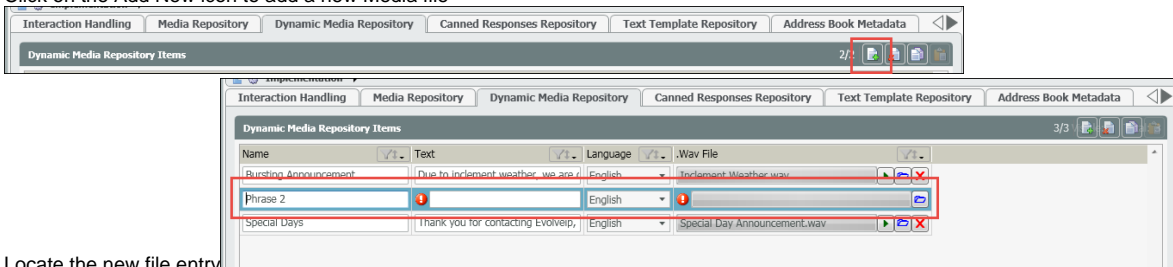 Click on the Add New icon to add a new Media file
Implementation
Interaction Handling Media Repository Dynamic Media Repository Canned Responses Repository Text Template Repository Address Book Metadata
Dynamic Media Repository Items 2/2
Implementation
Interaction Handling Media Repository Dynamic Media Repository Canned Responses Repository Text Template Repository Address Book Metadata
Dynamic Media Repository Items 3/3
Name Text Language .Wav File
Bursting Announcement Due to inclement weather, we are English Inclement Weather.wav
Phrase 2 English
Special Days Thank you for contacting Evolveip, English Special Day Announcement.wav
Locate the new file entry